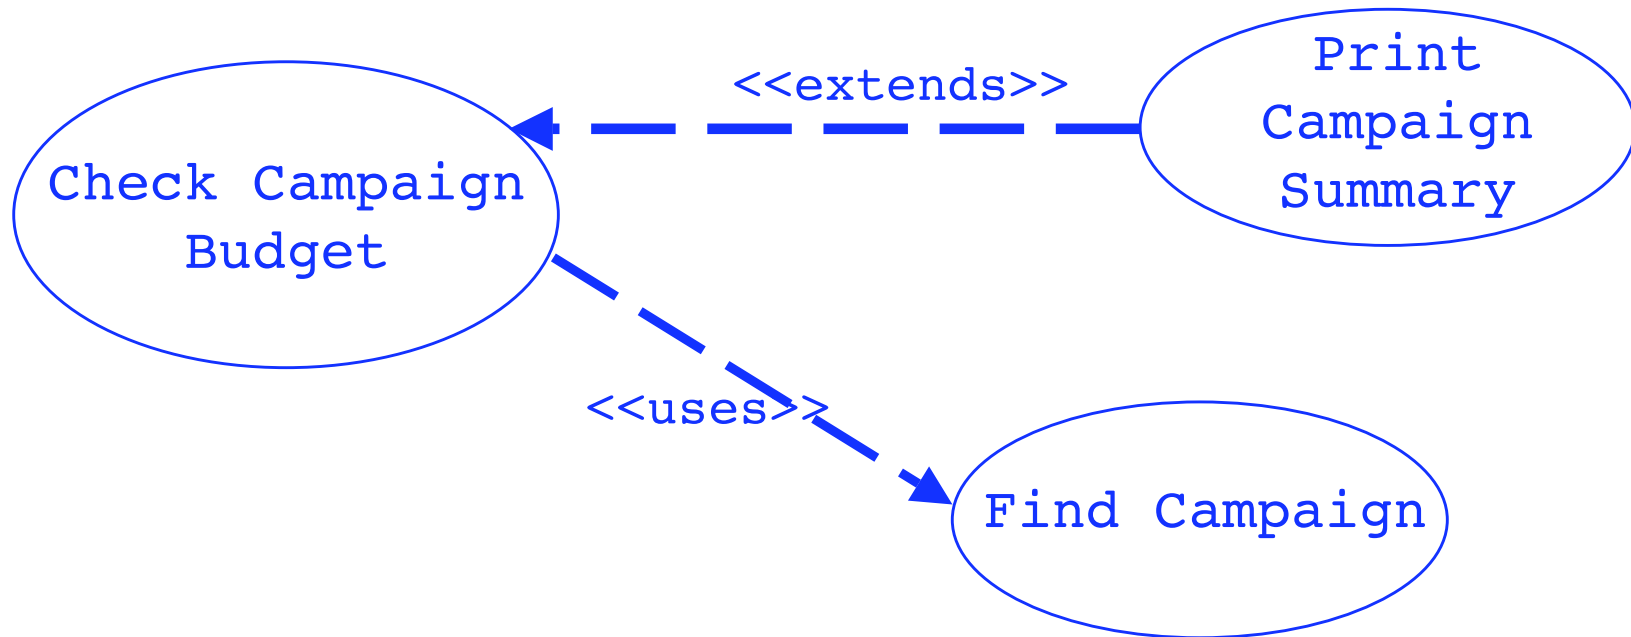 <<extends>>
Print
Campaign
Summary
Check Campaign
Budget
<<uses>>
Find Campaign